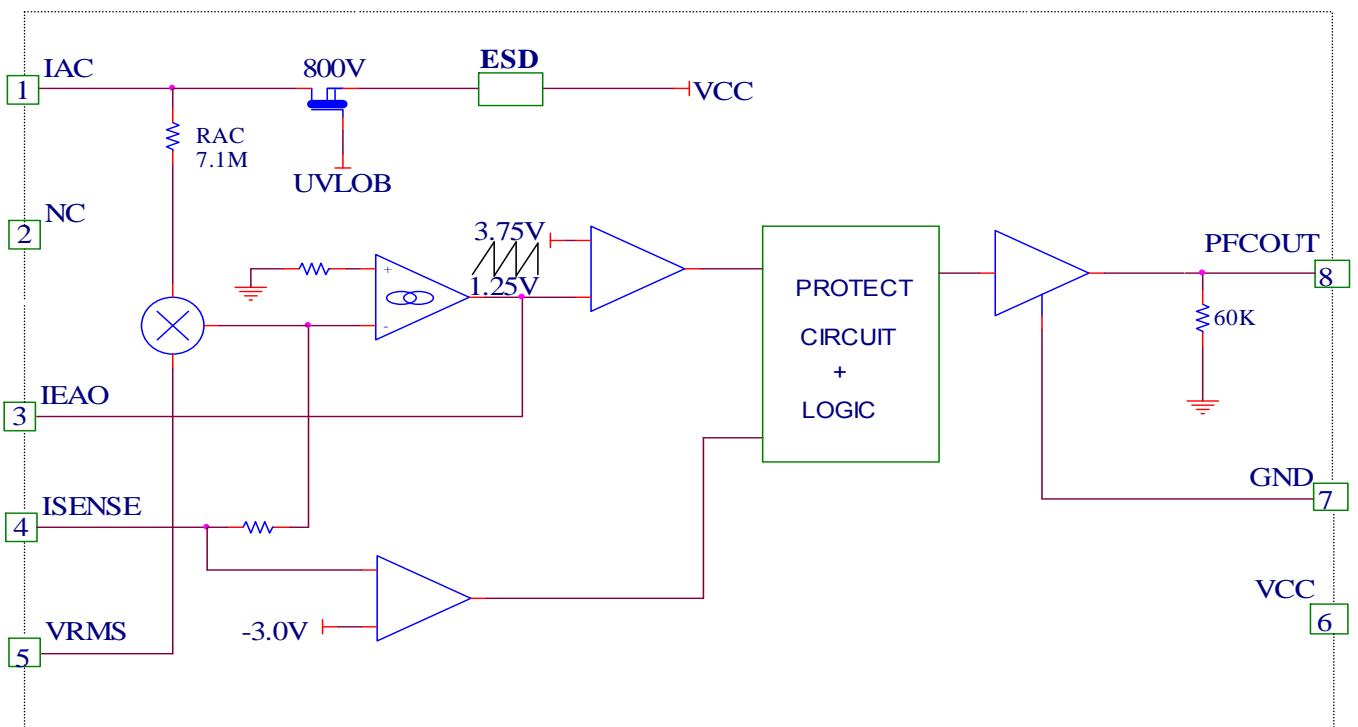 IAC
1
800V
ESD
VCC
RAC
7.1M
UVLOB
NC
2
3.75V
1.25V
+
-
PROTECT
CIRCUIT
+
LOGIC
PFCOUT
8
60K
IEAO
3
ISENSE
4
GND
7
-3.0V
VCC
6
VRMS
5